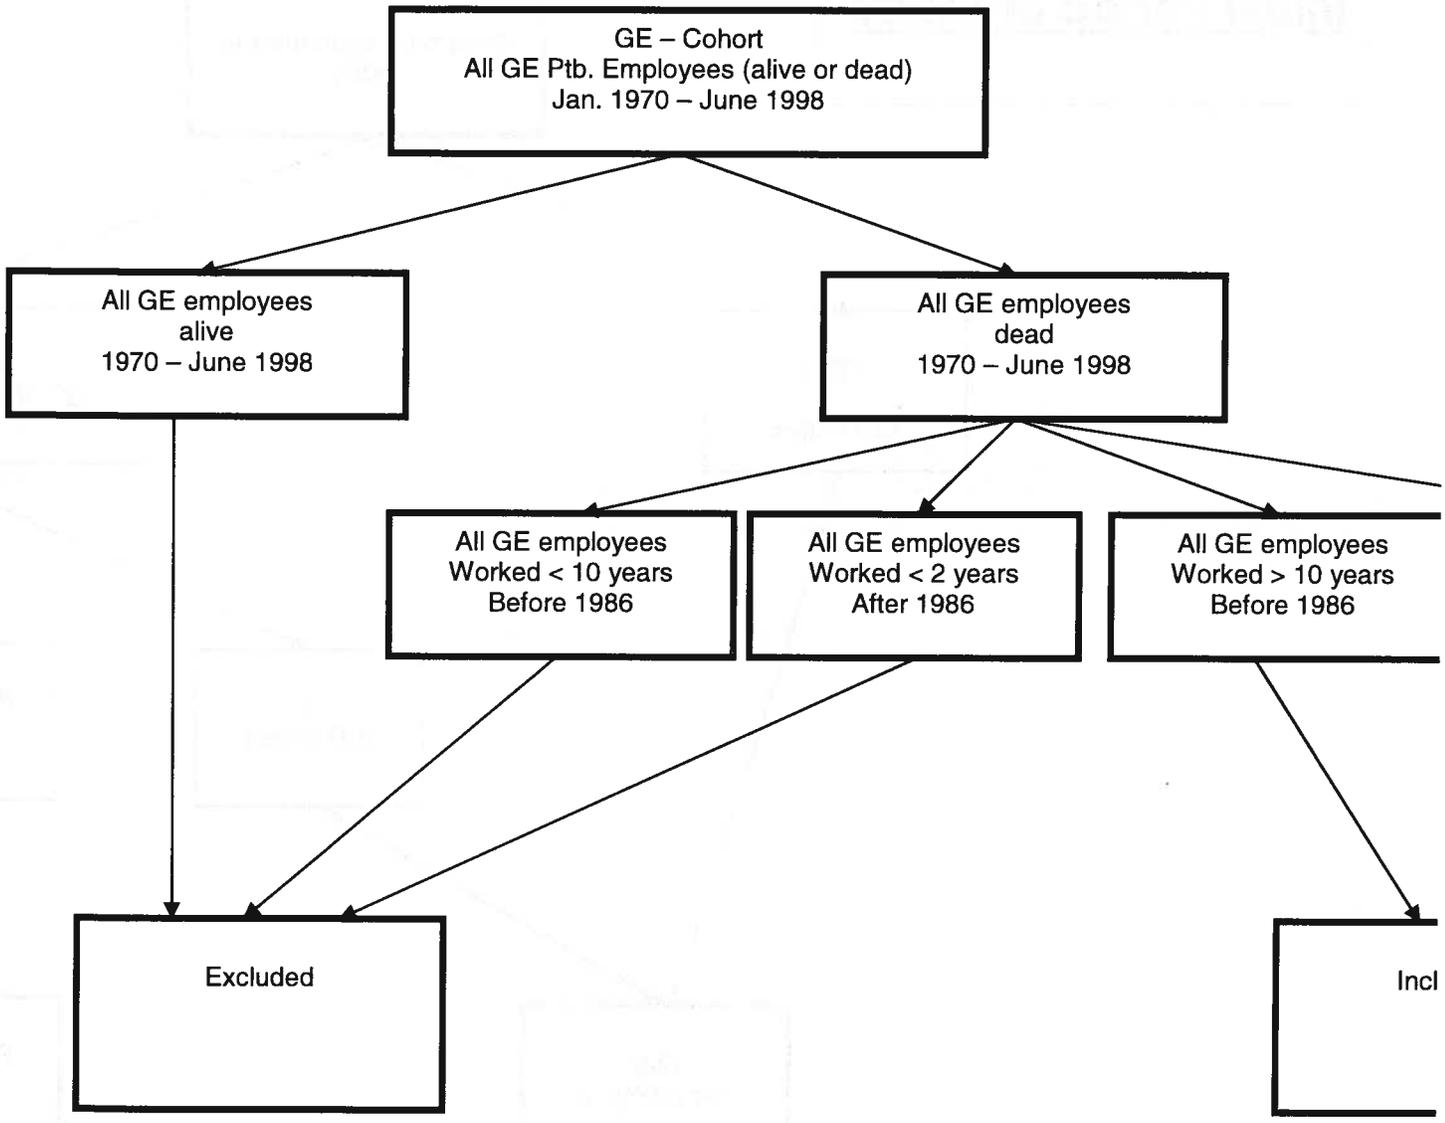 GE – Cohort
All GE Ptb. Employees (alive or dead)
Jan. 1970 – June 1998
All GE employees
alive
1970 – June 1998
All GE employees
dead
1970 – June 1998
All GE employees
Worked < 10 years
Before 1986
All GE employees
Worked < 2 years
After 1986
All GE employees
Worked > 10 years
Before 1986
Excluded
Incl